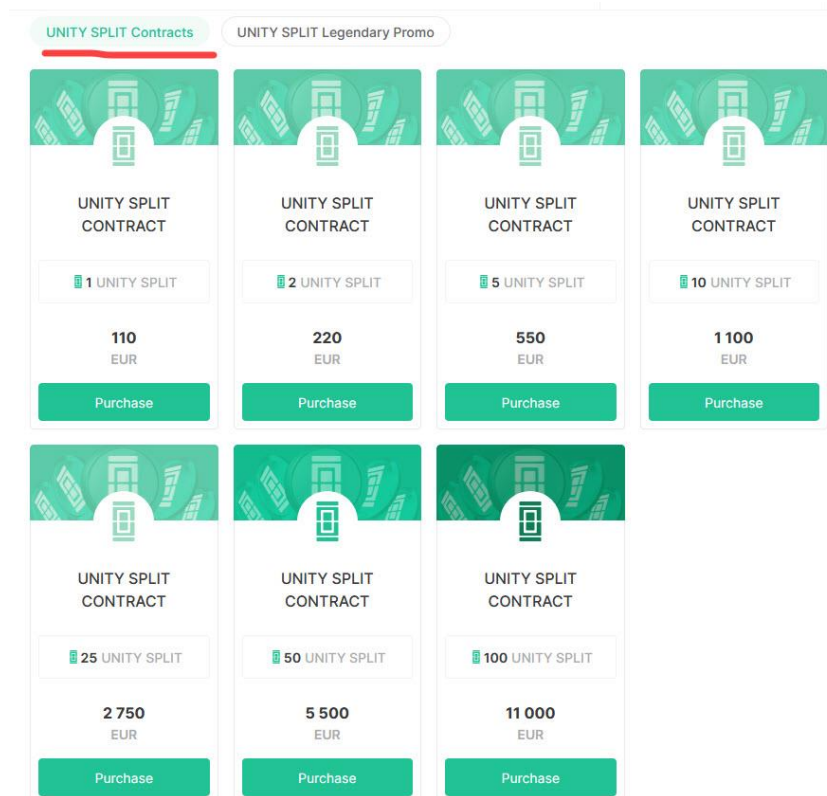 UNITY SPLIT Contracts
UNITY SPLIT Legendary Promo
UNITY SPLIT
CONTRACT
1 UNITY SPLIT
110
EUR
Purchase
UNITY SPLIT
CONTRACT
2 UNITY SPLIT
220
EUR
Purchase
UNITY SPLIT
CONTRACT
5 UNITY SPLIT
550
EUR
Purchase
UNITY SPLIT
CONTRACT
10 UNITY SPLIT
1 100
EUR
Purchase
UNITY SPLIT
CONTRACT
25 UNITY SPLIT
2 750
EUR
Purchase
UNITY SPLIT
CONTRACT
50 UNITY SPLIT
5 500
EUR
Purchase
UNITY SPLIT
CONTRACT
100 UNITY SPLIT
11 000
EUR
Purchase